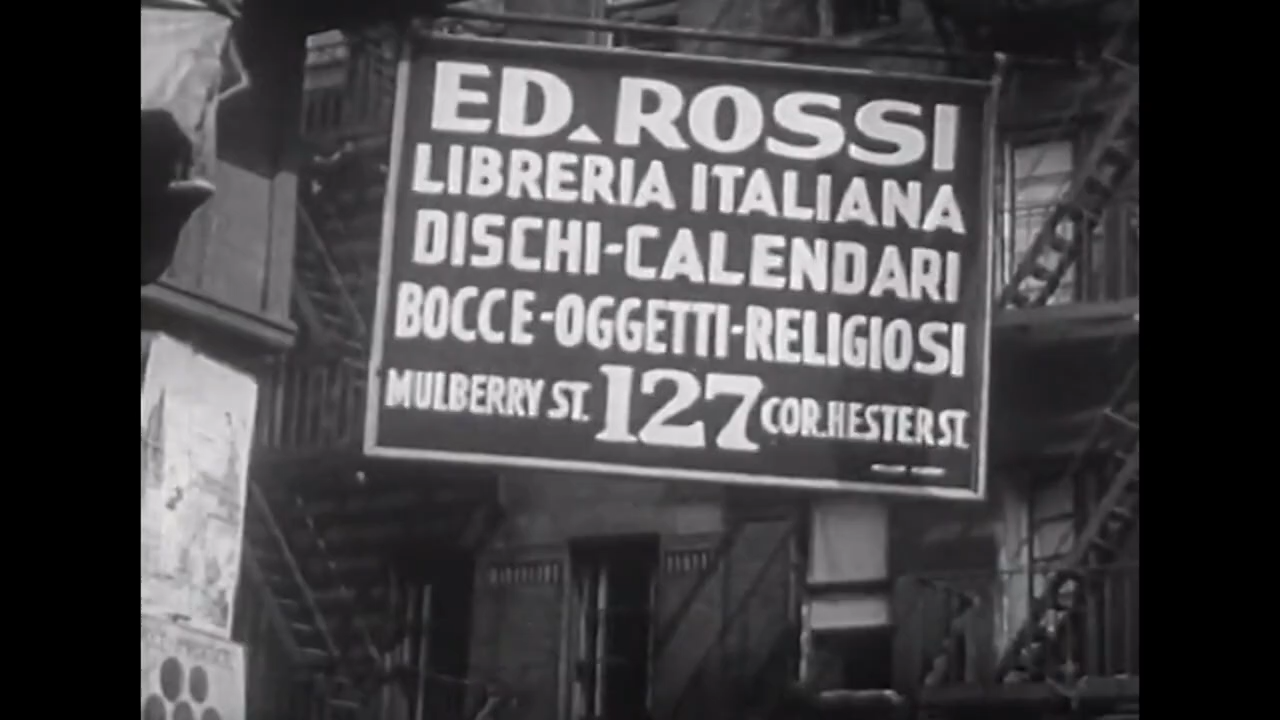 ED. ROSSI
LIBRERIA ITALIANA
DISCHI-CALENDARI
BOCCE-OGGETTI-RELIGIOSI
MULBERRY ST. 127 COR. HESTER ST.